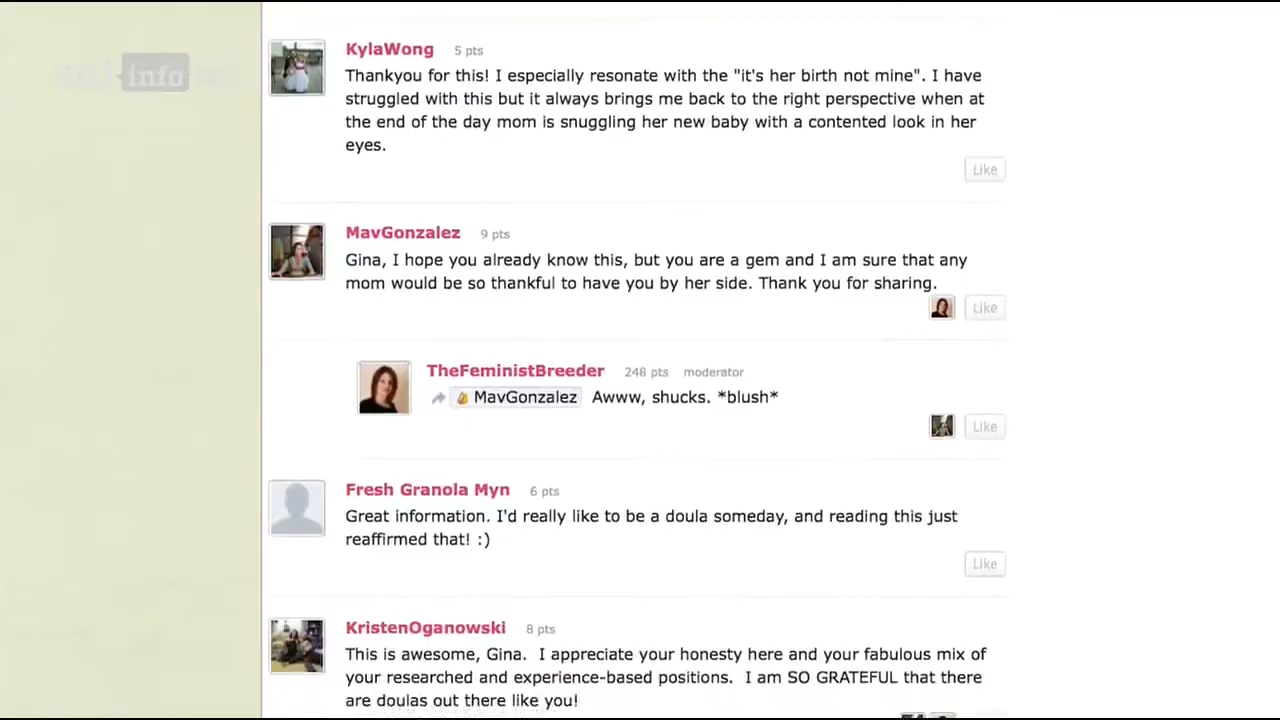 info
KylaWong 5 pts
Thankyou for this! I especially resonate with the "it's her birth not mine". I have
struggled with this but it always brings me back to the right perspective when at
the end of the day mom is snuggling her new baby with a contented look in her
eyes.
Like
MavGonzalez 9 pts
Gina, I hope you already know this, but you are a gem and I am sure that any
mom would be so thankful to have you by her side. Thank you for sharing.
Like
TheFeministBreeder 248 pts moderator
MavGonzalez Awww, shucks. *blush*
Like
Fresh Granola Myn 6 pts
Great information. I'd really like to be a doula someday, and reading this just
reaffirmed that! :)
Like
KristenOganowski 8 pts
This is awesome, Gina. I appreciate your honesty here and your fabulous mix of
your researched and experience-based positions. I am SO GRATEFUL that there
are doulas out there like you!